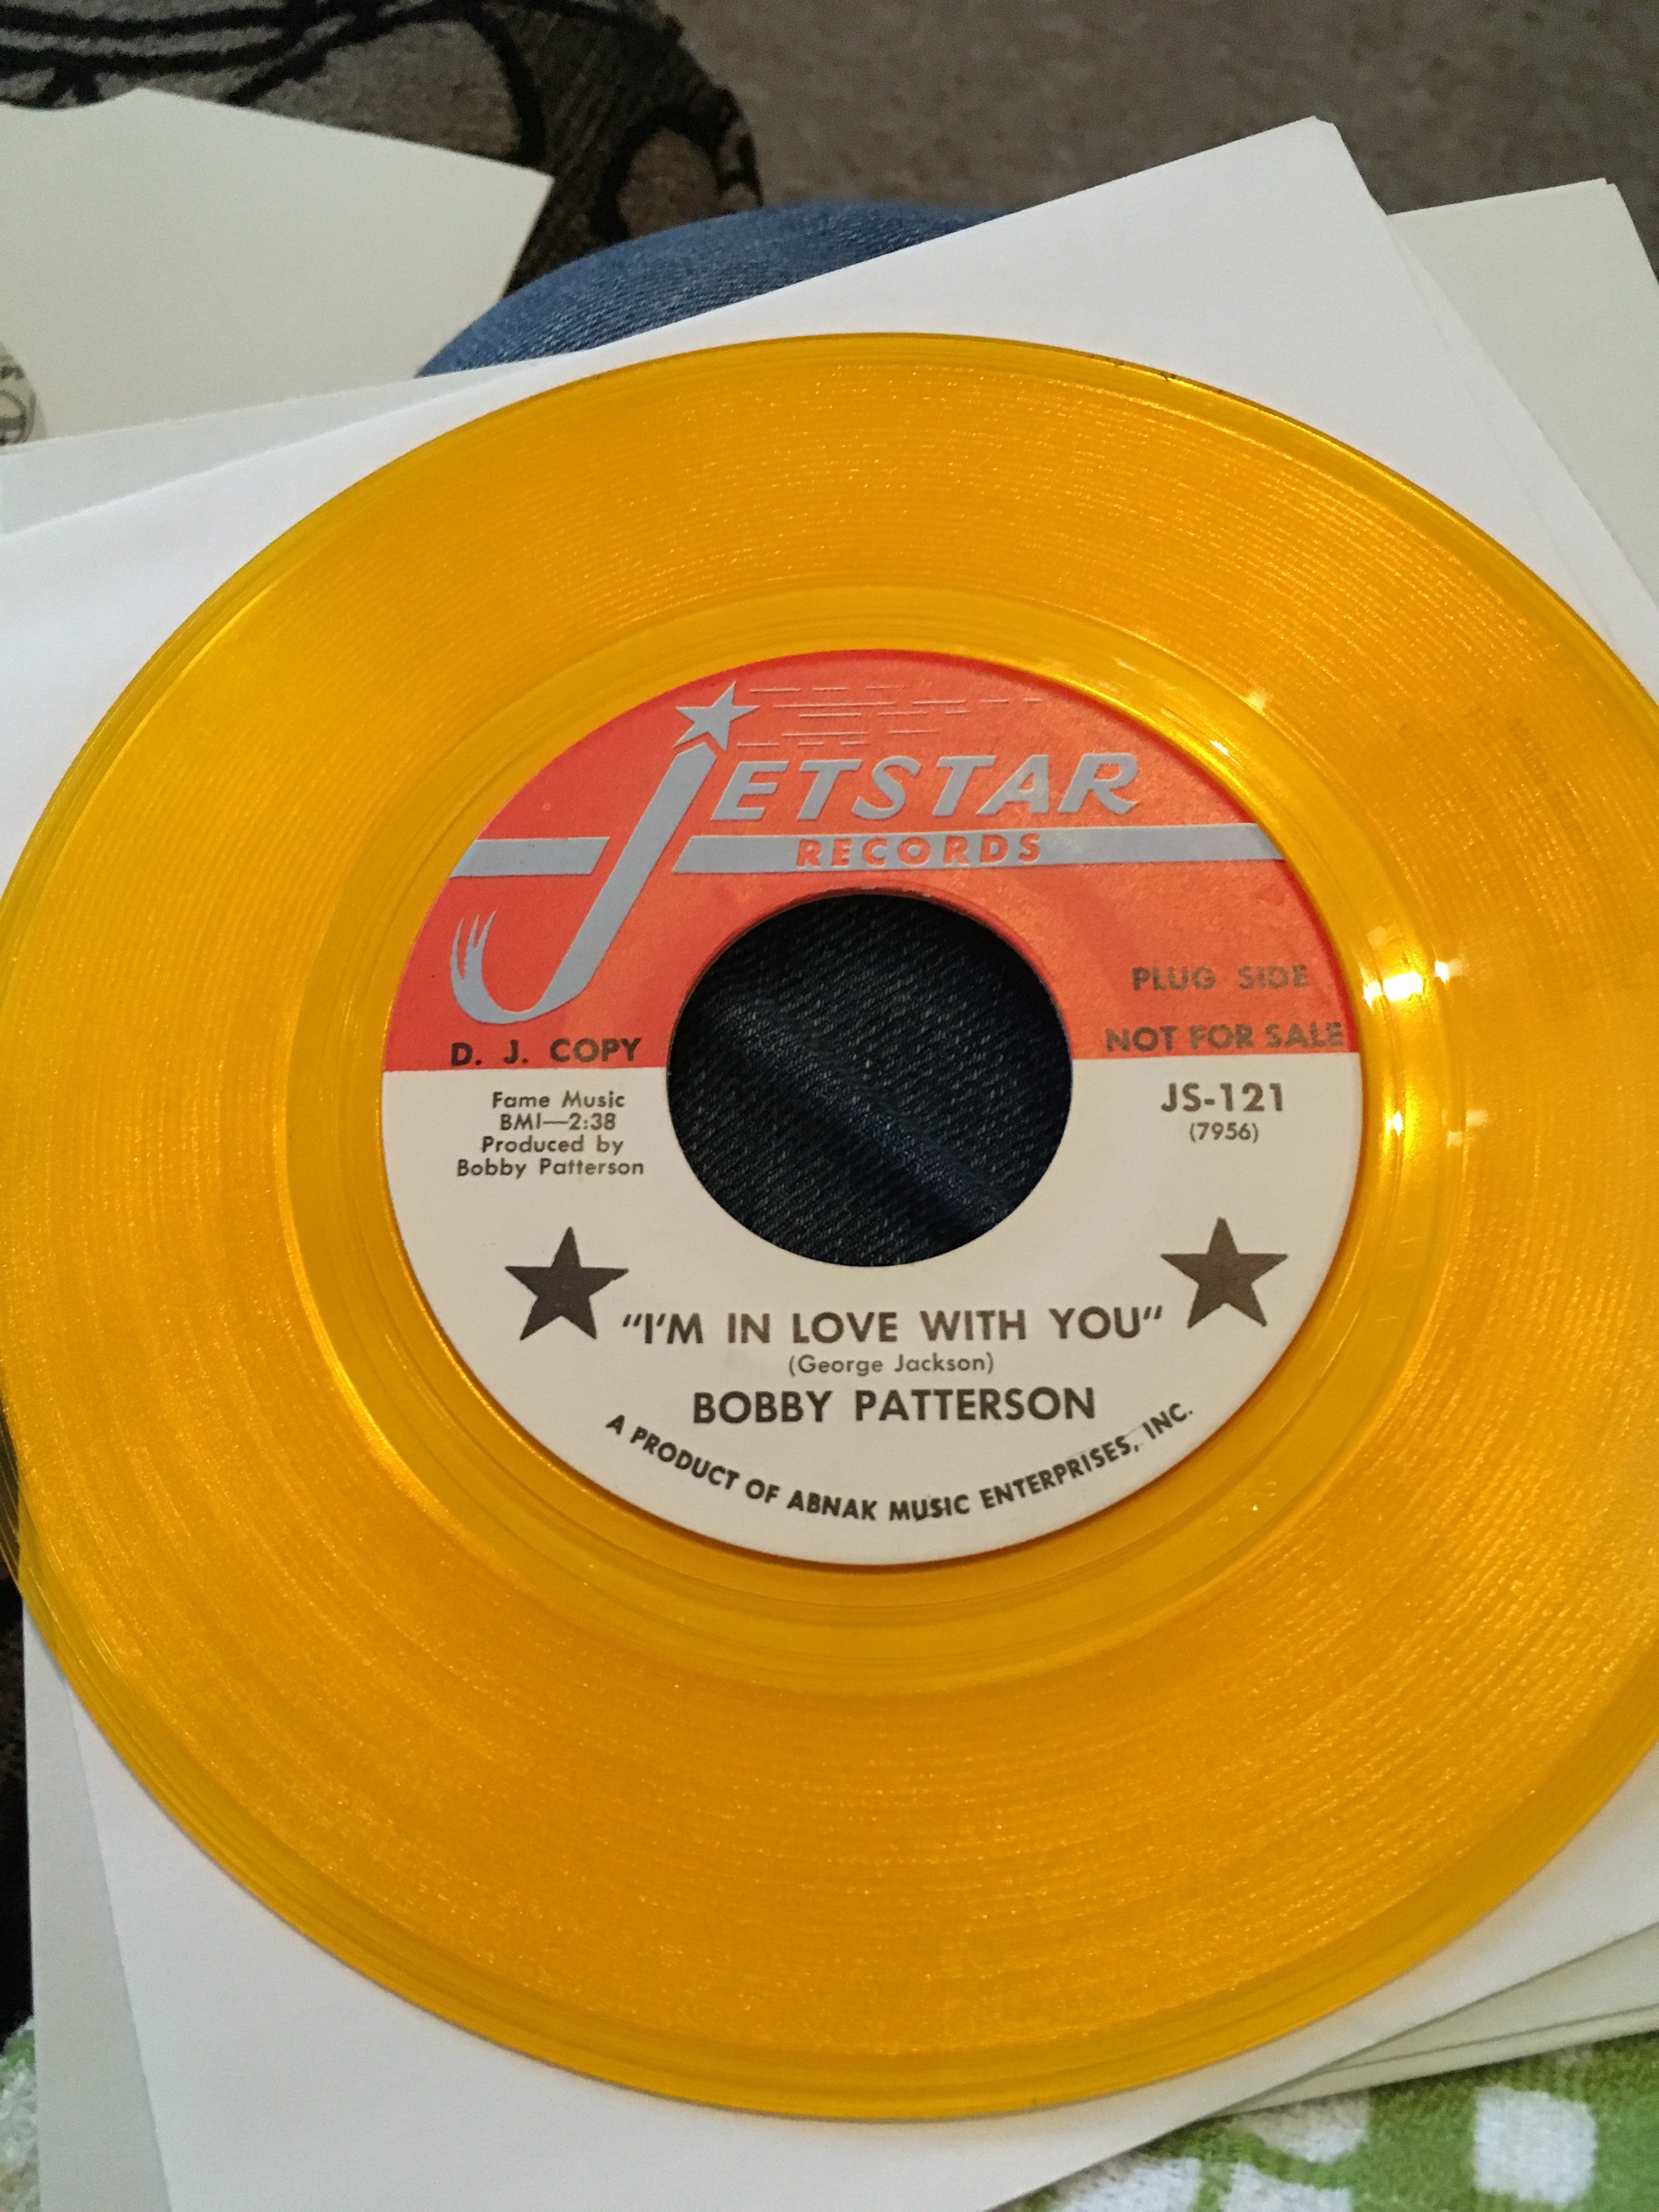 JETSTAR
RECORDS
PLUG SIDE
NOT FOR SALE
D. J. COPY
Fame Music
BMI—2:38
Produced by
Bobby Patterson
JS-121
(7956)
"I'M IN LOVE WITH YOU"
(George Jackson)
BOBBY PATTERSON
A PRODUCT OF ABNAK MUSIC ENTERPRISES, INC.